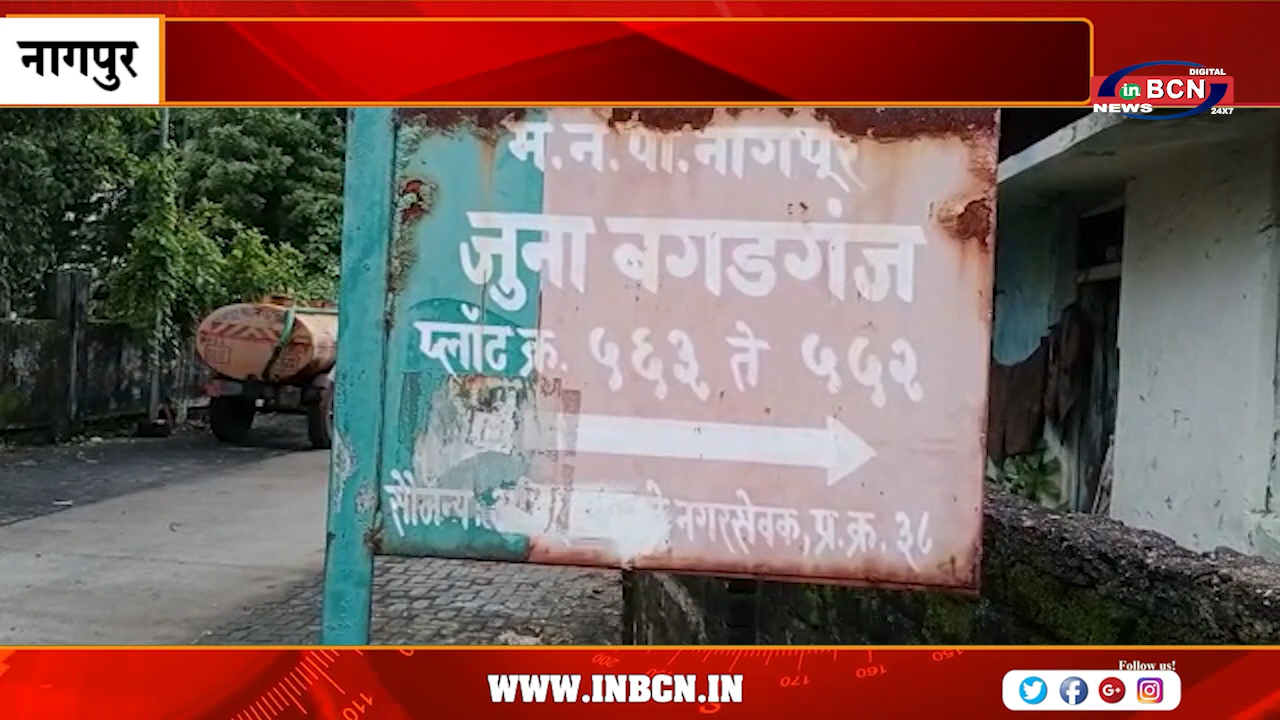 नागपुर
DIGITAL
in BCN
NEWS 24X7
म.न.पा.नागपूर
जुना बगडगंज
प्लॉट क्र. ५६३ ते ५५२
सौजन्य: नगरसेवक, प्र.क्र. ३८
Follow us!
WWW.INBCN.IN